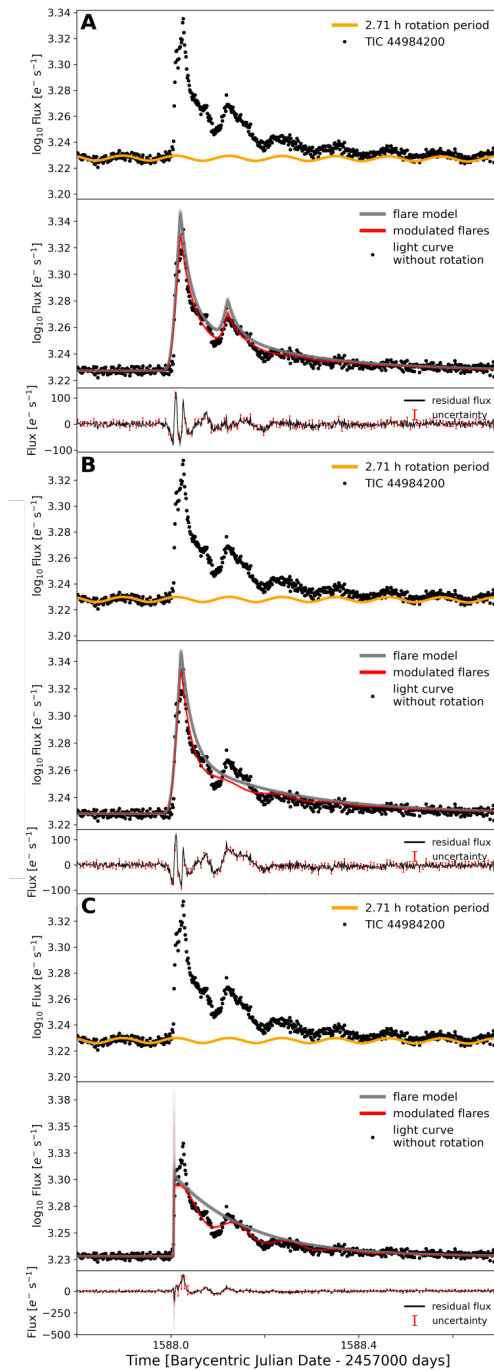 A
3.34
3.32
3.30
3.28
3.26
3.24
3.22
3.20
log₁₀ Flux [e⁻ s⁻¹]
2.71 h rotation period
TIC 44984200
3.34
3.32
3.30
3.28
3.26
3.24
3.22
log₁₀ Flux [e⁻ s⁻¹]
flare model
modulated flares
light curve
without rotation
100
0
−100
Flux [e⁻ s⁻¹]
residual flux
uncertainty
B
3.32
3.30
3.28
3.26
3.24
3.22
3.20
log₁₀ Flux [e⁻ s⁻¹]
2.71 h rotation period
TIC 44984200
3.34
3.32
3.30
3.28
3.26
3.24
3.22
log₁₀ Flux [e⁻ s⁻¹]
flare model
modulated flares
light curve
without rotation
100
0
−100
Flux [e⁻ s⁻¹]
residual flux
uncertainty
C
3.32
3.30
3.28
3.26
3.24
3.22
3.20
log₁₀ Flux [e⁻ s⁻¹]
2.71 h rotation period
TIC 44984200
3.38
3.35
3.33
3.30
3.28
3.25
3.23
log₁₀ Flux [e⁻ s⁻¹]
flare model
modulated flares
light curve
without rotation
0
−250
−500
Flux [e⁻ s⁻¹]
residual flux
uncertainty
1588.0
1588.4
Time [Barycentric Julian Date - 2457000 days]